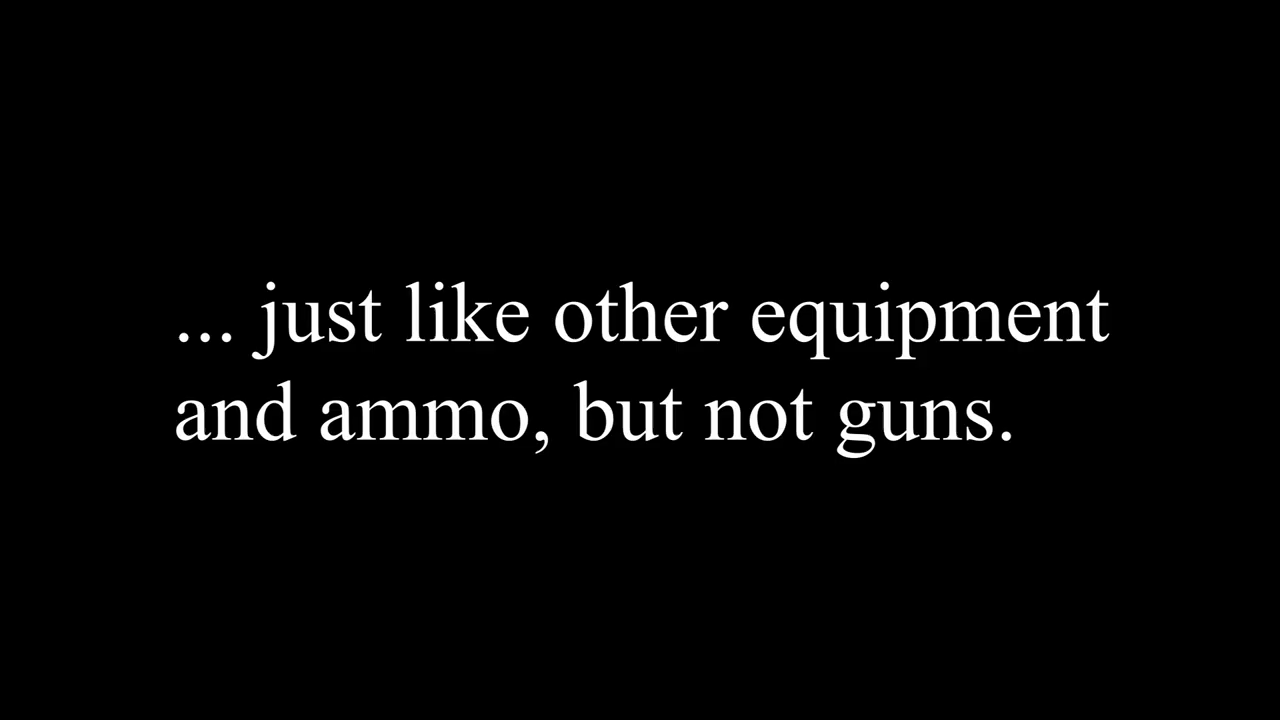 ... just like other equipment
and ammo, but not guns.